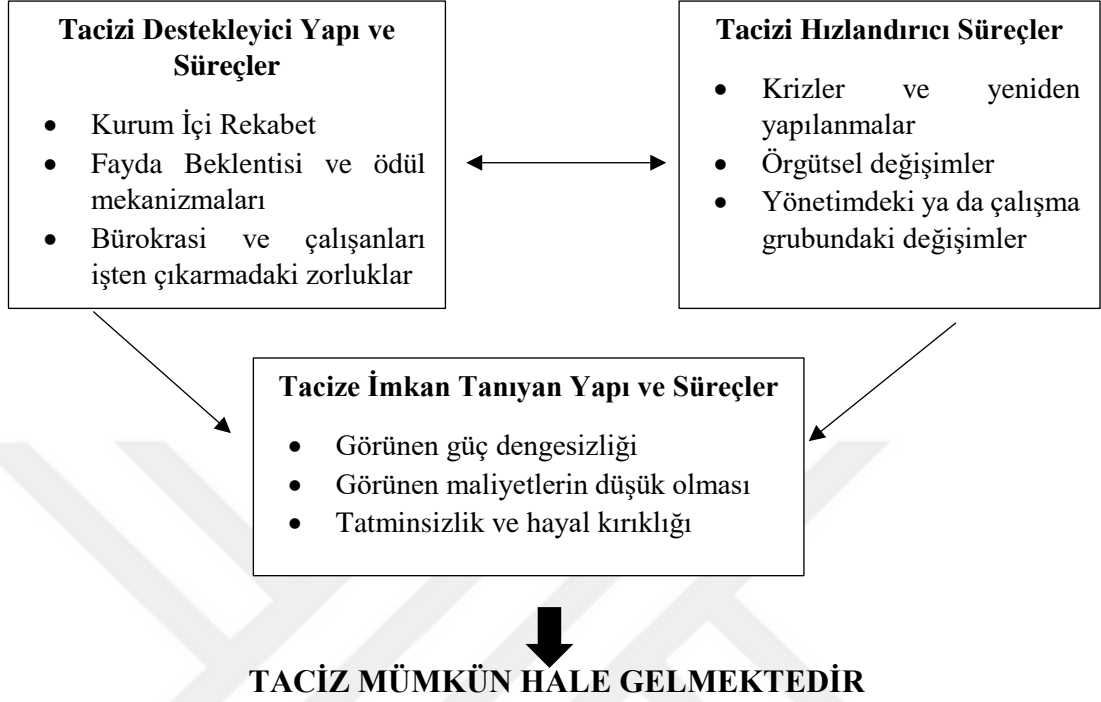 Tacizi Destekleyici Yapı ve
Süreçler
• Kurum İçi Rekabet
• Fayda Beklentisi ve ödül
mekanizmaları
• Bürokrasi ve çalışanları
işten çıkarmadaki zorluklar
Tacizi Hızlandırıcı Süreçler
• Krizler ve yeniden
yapılanmalar
• Örgütsel değişimler
• Yönetimdeki ya da çalışma
grubundaki değişimler
Tacize İmkan Tanıyan Yapı ve Süreçler
• Görünen güç dengesizliği
• Görünen maliyetlerin düşük olması
• Tatminsizlik ve hayal kırıklığı
TACİZ MÜMKÜN HALE GELMEKTEDİR